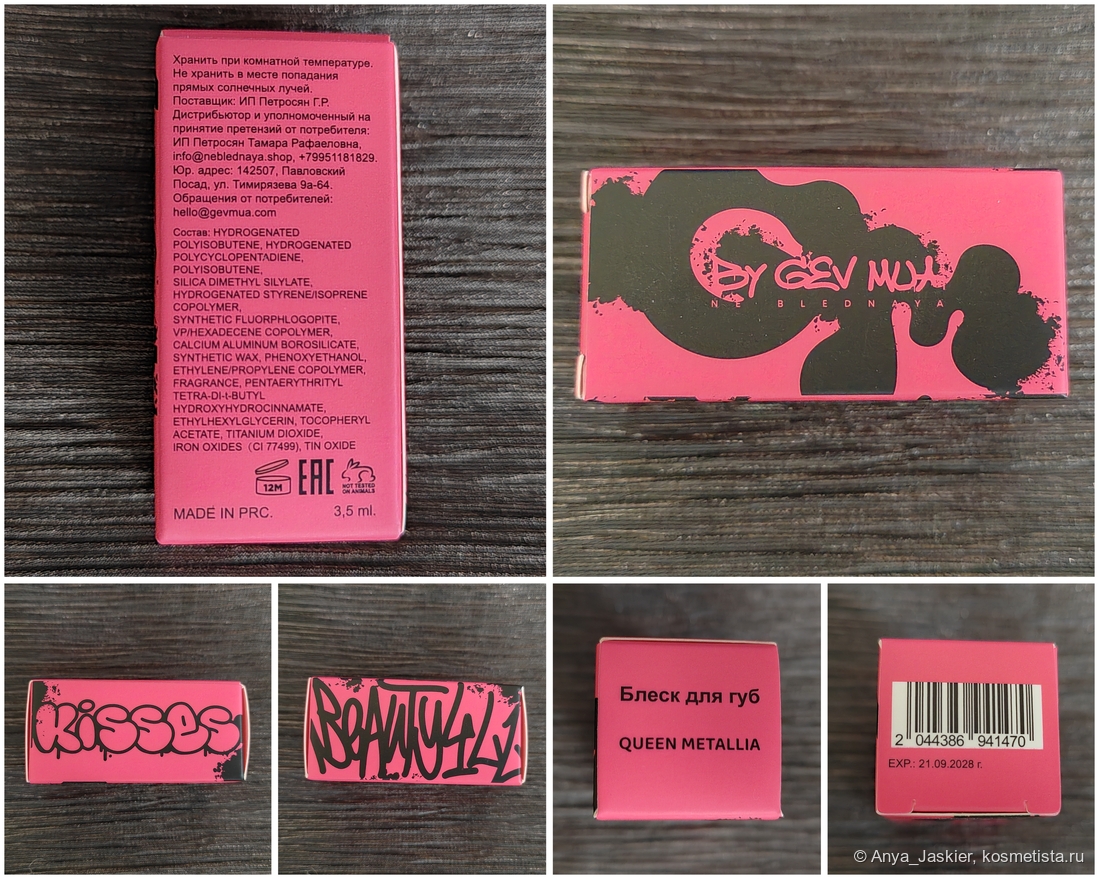 Хранить при комнатной температуре.
Не хранить в месте попадания
прямых солнечных лучей.
Поставщик: ИП Петросян Г.Р.
Дистрибьютор и уполномоченный на
принятие претензий от потребителя:
ИП Петросян Тамара Рафаеловна,
info@neblednaya.shop, +79951181829.
Юр. адрес: 142507, Павловский
Посад, ул. Тимирязева 9а-64.
Обращения от потребителей:
hello@gevmua.com
Состав: HYDROGENATED
POLYISOBUTENE, HYDROGENATED
POLYCYCLOPENTADIENE,
POLYISOBUTENE,
SILICA DIMETHYL SILYLATE,
HYDROGENATED STYRENE/ISOPRENE
COPOLYMER,
SYNTHETIC FLUORPHLOGOPITE,
VP/HEXADECENE COPOLYMER,
CALCIUM ALUMINUM BOROSILICATE,
SYNTHETIC WAX, PHENOXYETHANOL,
ETHYLENE/PROPYLENE COPOLYMER,
FRAGRANCE, PENTAERYTHRITYL
TETRA-DI-I-BUTYL
HYDROXYHYDROCINNAMATE,
ETHYLHEXYLGLYCERIN, TOCOPHERYL
ACETATE, TITANIUM DIOXIDE,
IRON OXIDES (CI 77499), TIN OXIDE
12M
EAC
NOT TESTED
ON ANIMALS
MADE IN PRC.
3,5 ml.
BY GEV MUA
NE BLEDNAYA
KissES
Блеск для губ
QUEEN METALLIA
2 044386 941470
EXP.: 21.09.2028 г.
© Anya_Jaskier, kosmetista.ru